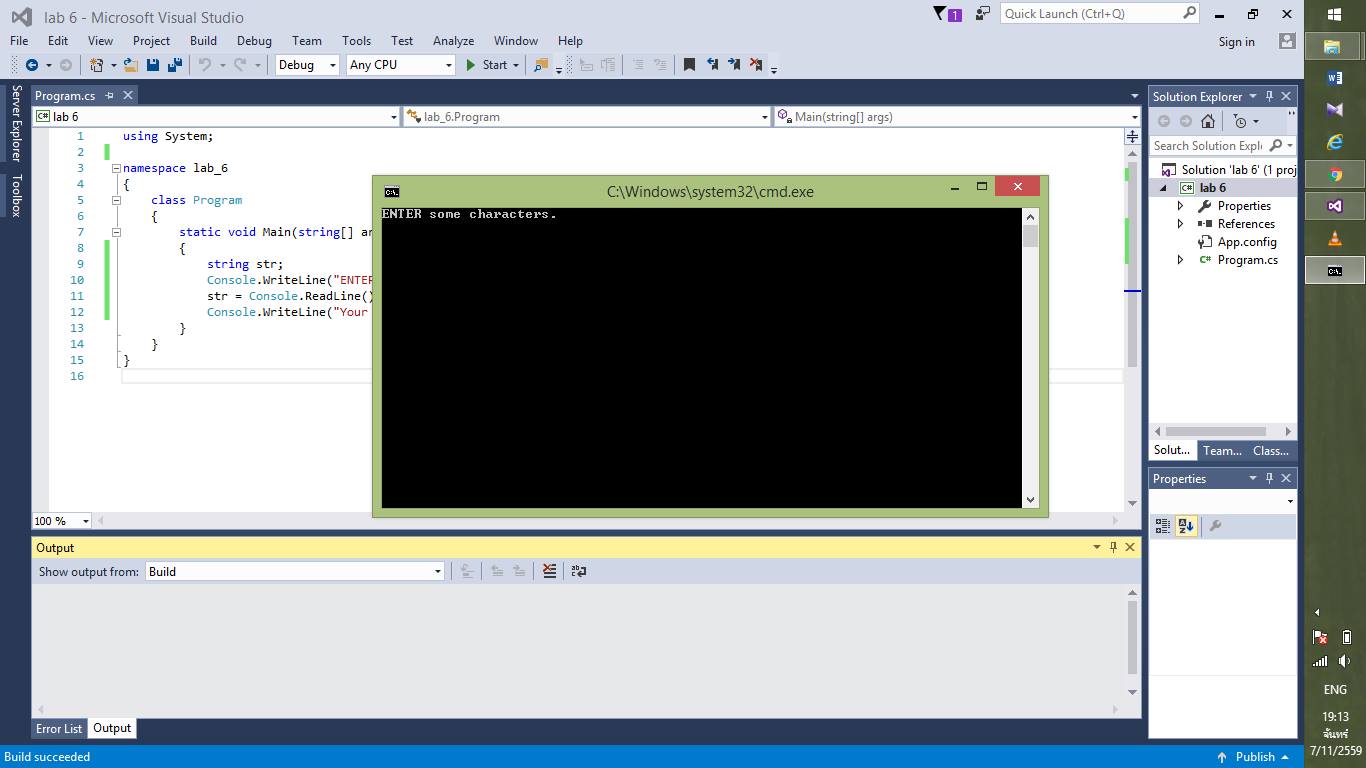 lab 6 - Microsoft Visual Studio
1
Quick Launch (Ctrl+Q)
File Edit View Project Build Debug Team Tools Test Analyze Window Help
Sign in
Debug Any CPU Start
Server Explorer
Toolbox
Program.cs
lab 6 lab_6.Program Main(string[] args)
1 using System;
2
3 namespace lab_6
4 {
5 class Program
6 {
7 static void Main(string[] ar
8 {
9 string str;
10 Console.WriteLine("ENTER
11 str = Console.ReadLine()
12 Console.WriteLine("Your
13 }
14 }
15 }
16
100 %
C:\Windows\system32\cmd.exe
ENTER some characters.
Solution Explorer
Search Solution Expl
Solution 'lab 6' (1 proj
lab 6
Properties
References
App.config
Program.cs
Solut... Team... Class...
Properties
Output
Show output from: Build
Error List Output
Build succeeded
Publish
ENG
19:13
จันทร์
7/11/2559